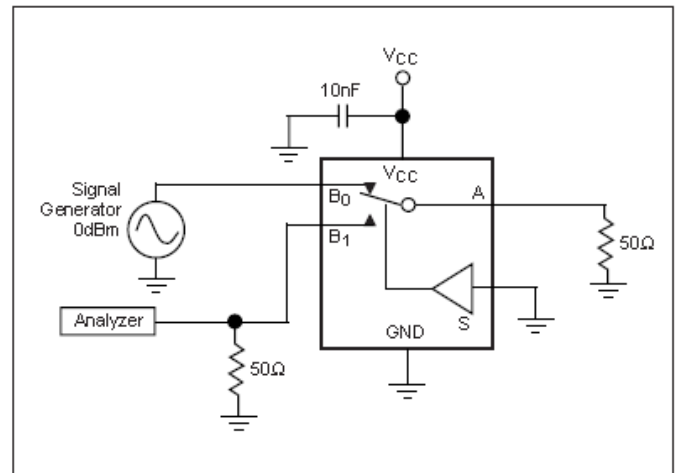 VCC
10nF
VCC
Signal
Generator
0dBm
B0
A
B1
50Ω
Analyzer
S
GND
50Ω